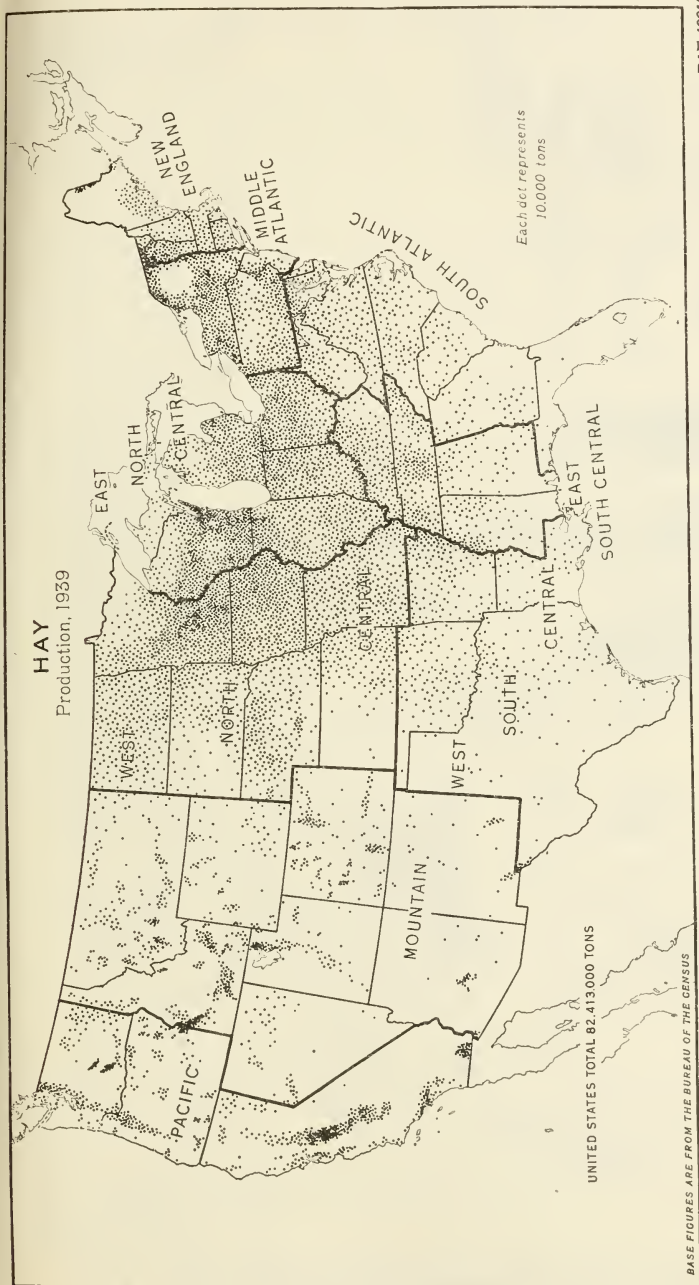 HAY
Production, 1939
NEW
ENGLAND
MIDDLE
ATLANTIC
SOUTH ATLANTIC
EAST
NORTH
CENTRAL
EAST
SOUTH CENTRAL
WEST
NORTH
CENTRAL
WEST
SOUTH
CENTRAL
MOUNTAIN
PACIFIC
Each dot represents
10,000 tons
UNITED STATES TOTAL 82,413,000 TONS
BASE FIGURES ARE FROM THE BUREAU OF THE CENSUS